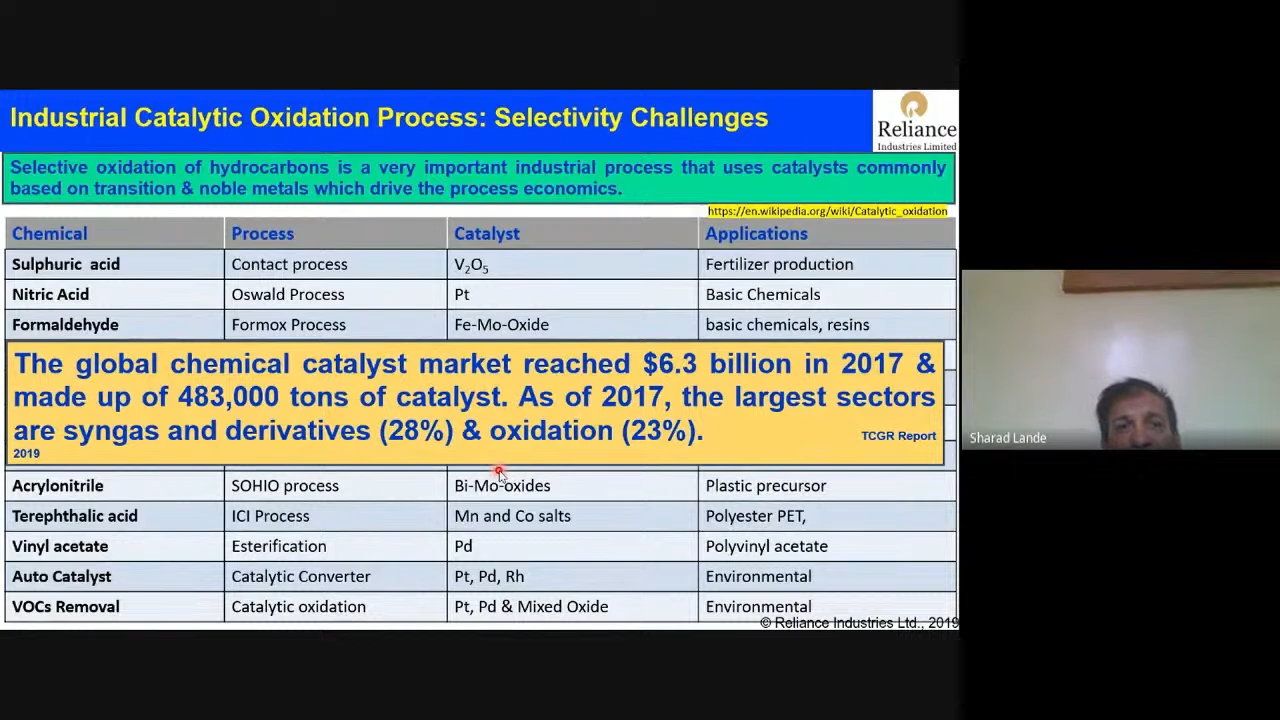 Industrial Catalytic Oxidation Process: Selectivity Challenges
Reliance
Industries Limited
Selective oxidation of hydrocarbons is a very important industrial process that uses catalysts commonly
based on transition & noble metals which drive the process economics.
https://en.wikipedia.org/wiki/Catalytic_oxidation
Chemical Process Catalyst Applications
Sulphuric acid Contact process V₂O₅ Fertilizer production
Nitric Acid Oswald Process Pt Basic Chemicals
Formaldehyde Formox Process Fe-Mo-Oxide basic chemicals, resins
The global chemical catalyst market reached $6.3 billion in 2017 &
made up of 483,000 tons of catalyst. As of 2017, the largest sectors
are syngas and derivatives (28%) & oxidation (23%). TCGR Report
2019
Acrylonitrile SOHIO process Bi-Mo-oxides Plastic precursor
Terephthalic acid ICI Process Mn and Co salts Polyester PET,
Vinyl acetate Esterification Pd Polyvinyl acetate
Auto Catalyst Catalytic Converter Pt, Pd, Rh Environmental
VOCs Removal Catalytic oxidation Pt, Pd & Mixed Oxide Environmental
© Reliance Industries Ltd., 2019
Sharad Lande